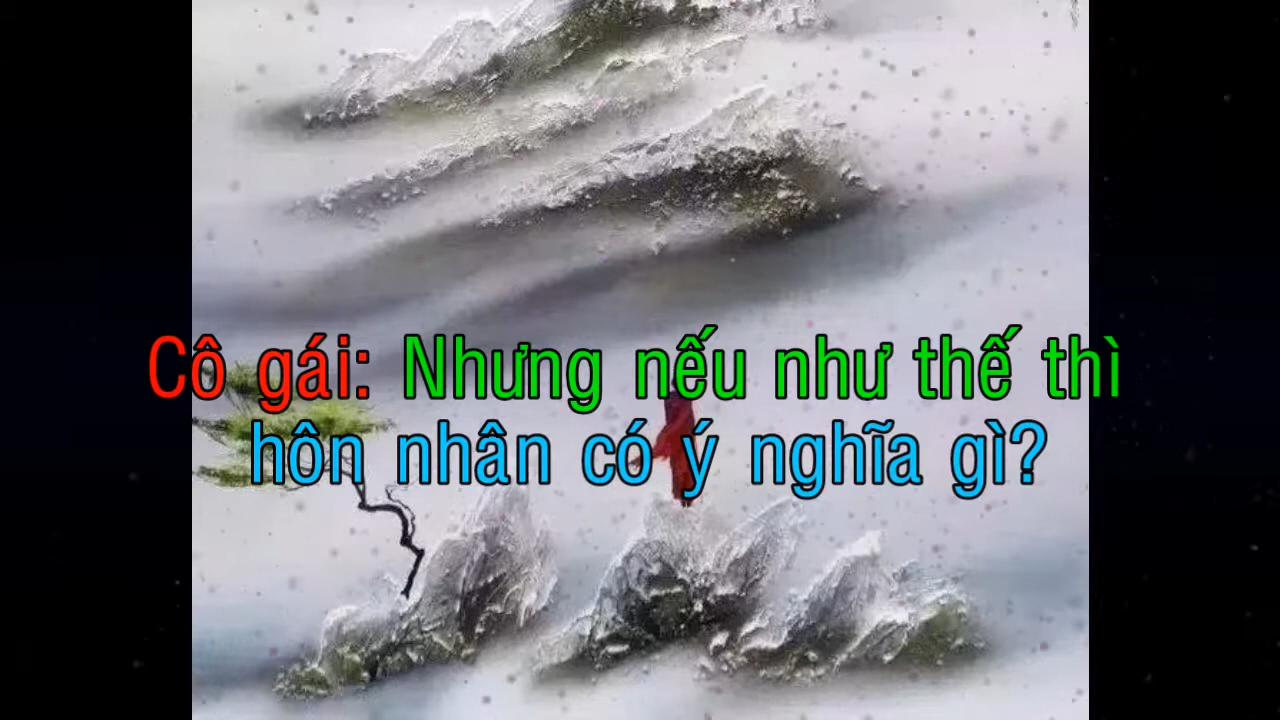 Cô gái: Nhưng nếu như thế thì
hôn nhân có ý nghĩa gì?